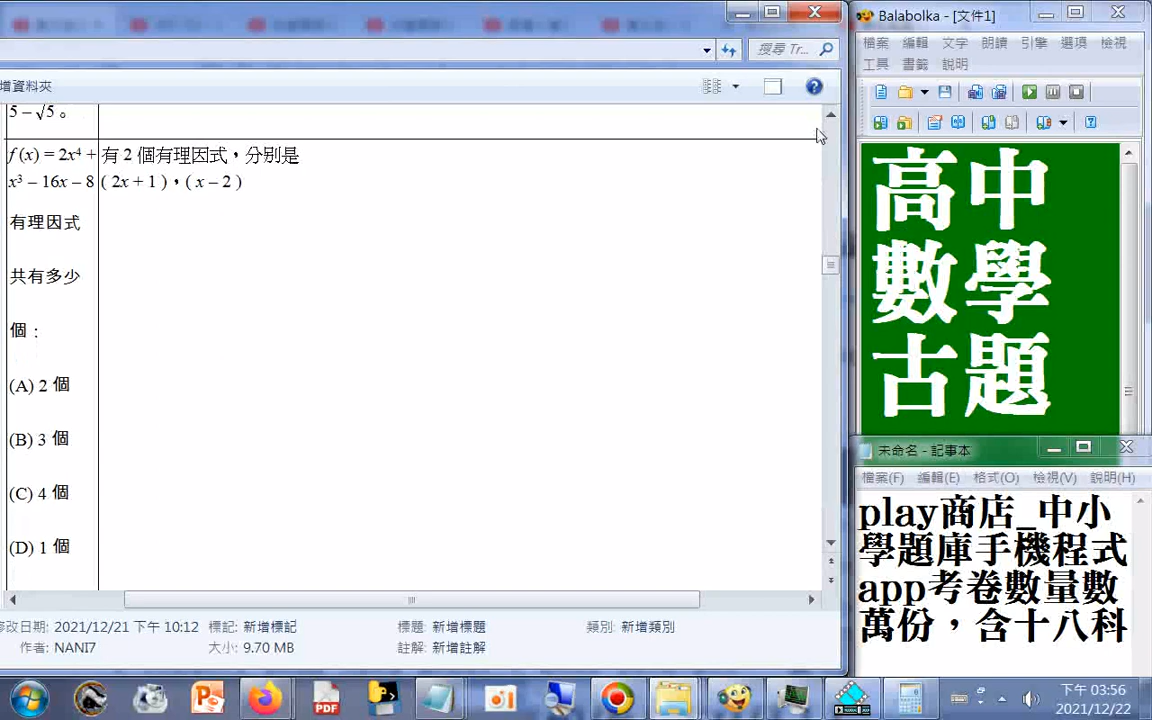 Balabolka - [文件1]
搜尋 Tr...
檔案 編輯 文字 朗讀 引擎 選項 檢視
工具 書籤 說明
增資料夾
5 – √5。
f (x) = 2x⁴ +
x³ – 16x – 8
有理因式
共有多少
個：
(A) 2 個
(B) 3 個
(C) 4 個
(D) 1 個
有 2 個有理因式，分別是
( 2x + 1 )，( x – 2 )
高中
數學
古題
未命名 - 記事本
檔案(F) 編輯(E) 格式(O) 檢視(V) 說明(H)
play商店_中小
學題庫手機程式
app考卷數量數
萬份，含十八科
修改日期: 2021/12/21 下午 10:12 標記: 新增標記 標題: 新增標題 類別: 新增類別
作者: NANI7 大小: 9.70 MB 註解: 新增註解
PDF
下午 03:56
2021/12/22